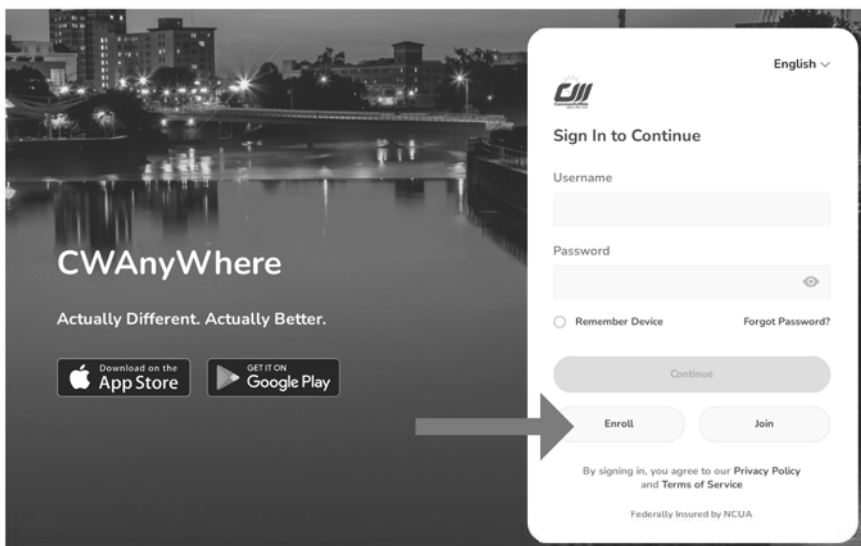 English
CW
CommunityWide
Sign In to Continue
Username
Password
CWAnyWhere
Actually Different. Actually Better.
Remember Device
Forgot Password?
Download on the
App Store
GET IT ON
Google Play
Continue
Enroll
Join
By signing in, you agree to our Privacy Policy
and Terms of Service
Federally Insured by NCUA